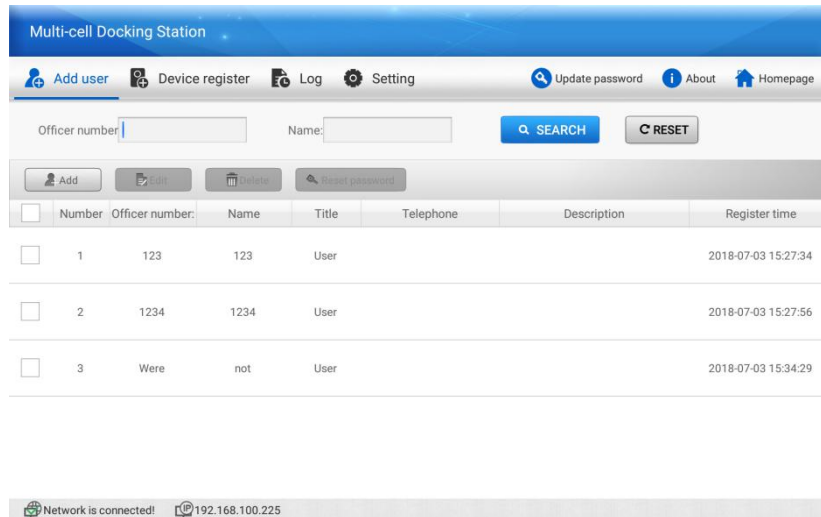 Multi-cell Docking Station
Add user Device register Log Setting Update password About Homepage
Officer number Name: SEARCH RESET
Add Edit Delete Reset password
Number Officer number: Name Title Telephone Description Register time
1 123 123 User 2018-07-03 15:27:34
2 1234 1234 User 2018-07-03 15:27:56
3 Were not User 2018-07-03 15:34:29
Network is connected! IP 192.168.100.225